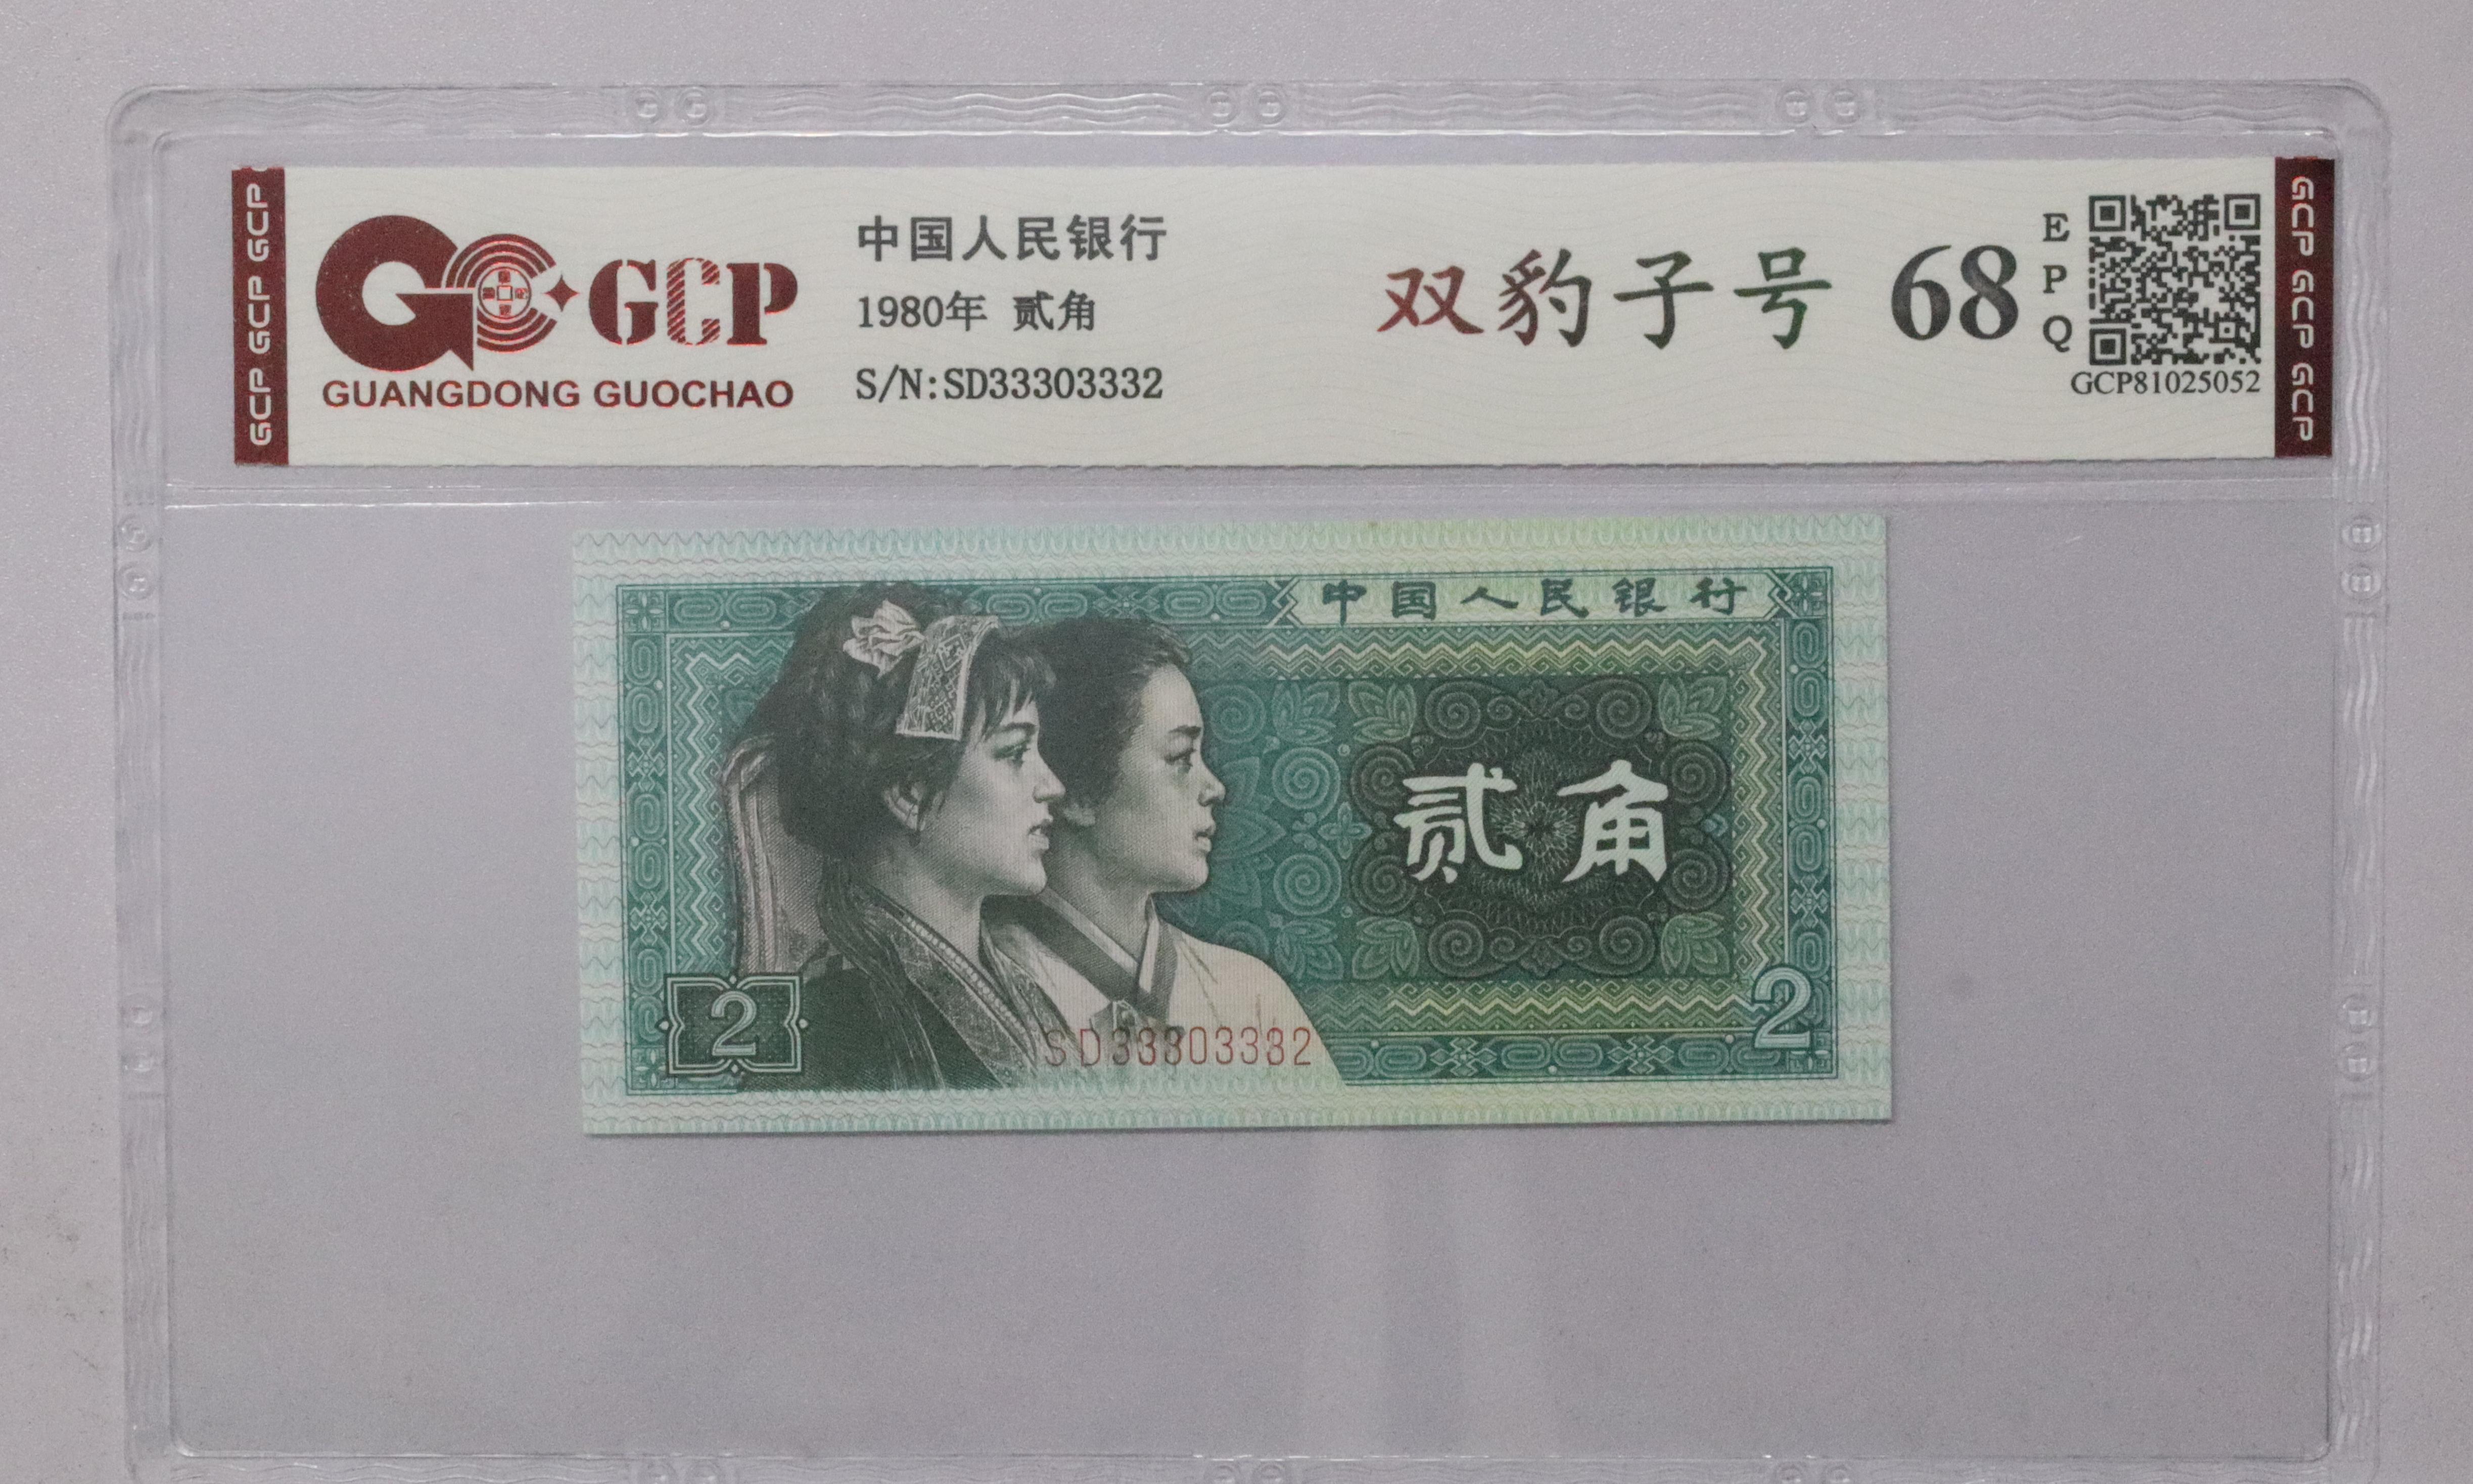 GCP GCP GCP
GCP
GUANGDONG GUOCHAO
中国人民银行
1980年 贰角
S/N:SD33303332
双豹子号 68
E
P
Q
GCP81025052
GCP GCP GCP
中国人民银行
贰角
2
SD33303332
2